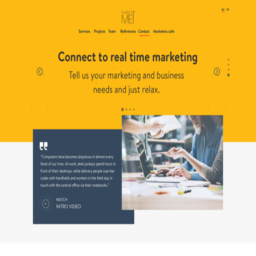 ME!
Services Projects Team References Contact Marketers café
Connect to real time marketing
Tell us your marketing and business
needs and just relax.
"Computers have become ubiquitous in almost every
facet of our lives. At work, desk jockeys spend hours in
front of their desktops, while delivery people scan bar
codes with handhelds and workers in the field stay in
touch with the central office via their notebooks."
WATCH
INTRO VIDEO